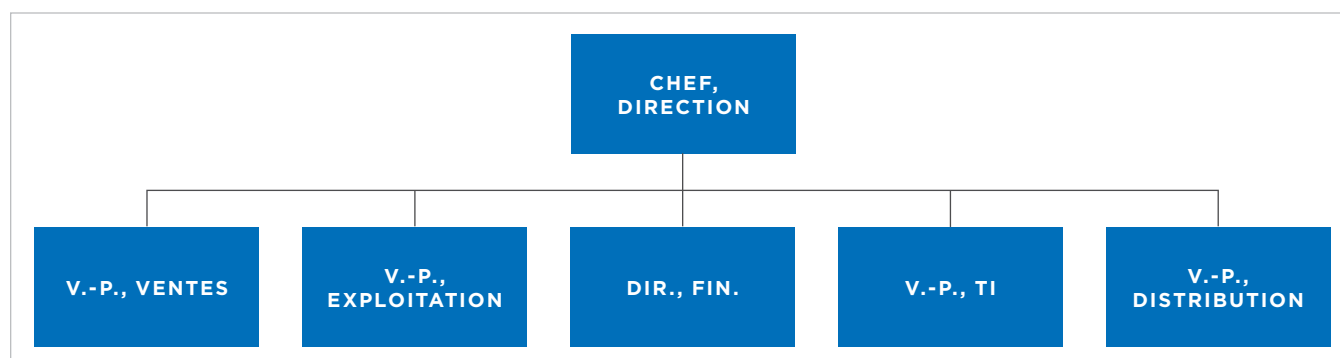 CHEF,
DIRECTION
V.-P., VENTES
V.-P.,
EXPLOITATION
DIR., FIN.
V.-P., TI
V.-P.,
DISTRIBUTION